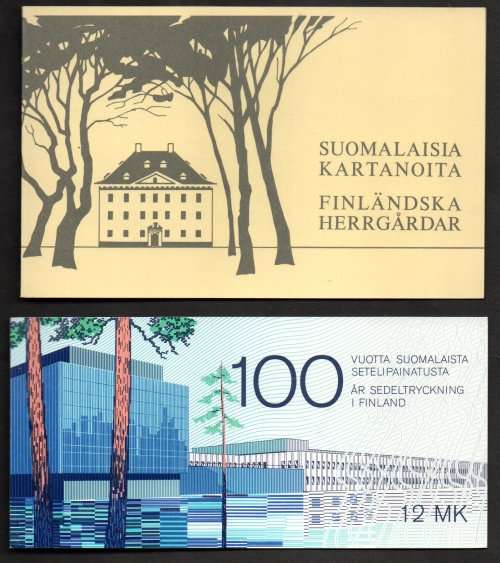 SUOMALAISIA
KARTANOITA
FINLÄNDSKA
HERRGÅRDAR
100
VUOTTA SUOMALAISTA
SETELIPAINATUSTA
ÅR SEDELTRYCKNING
I FINLAND
12 MK